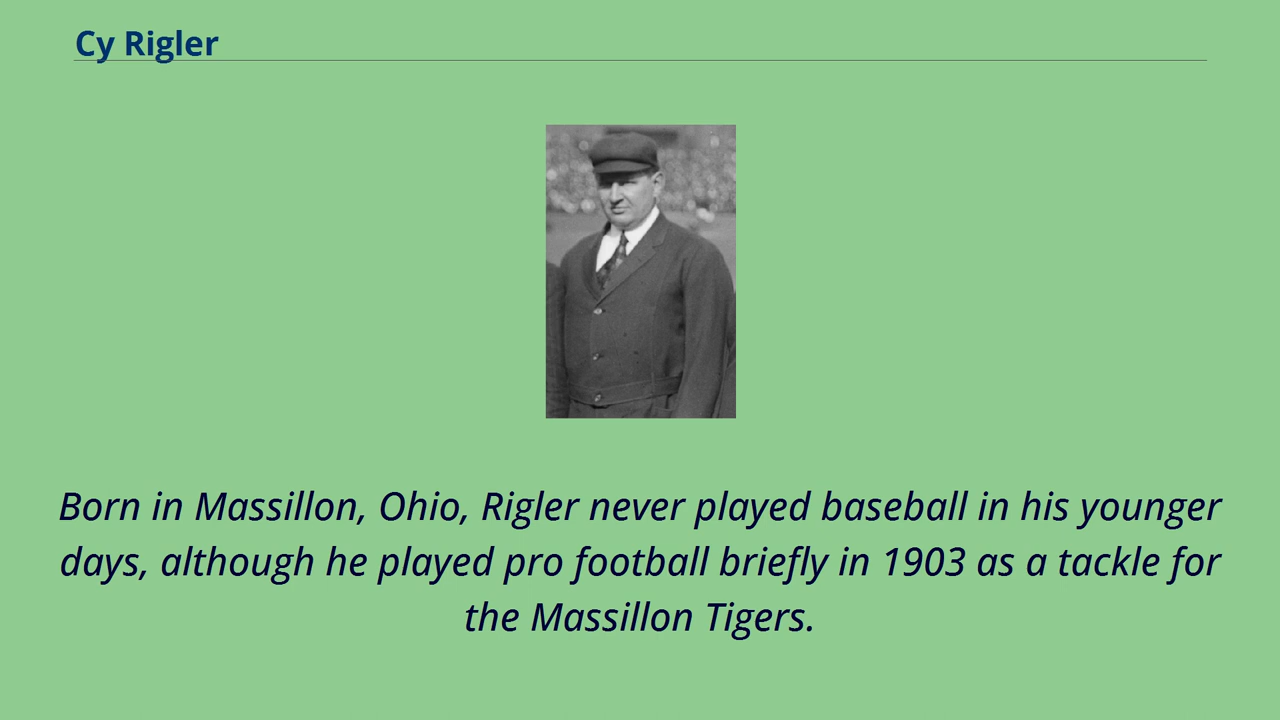 Cy Rigler
Born in Massillon, Ohio, Rigler never played baseball in his younger
days, although he played pro football briefly in 1903 as a tackle for
the Massillon Tigers.